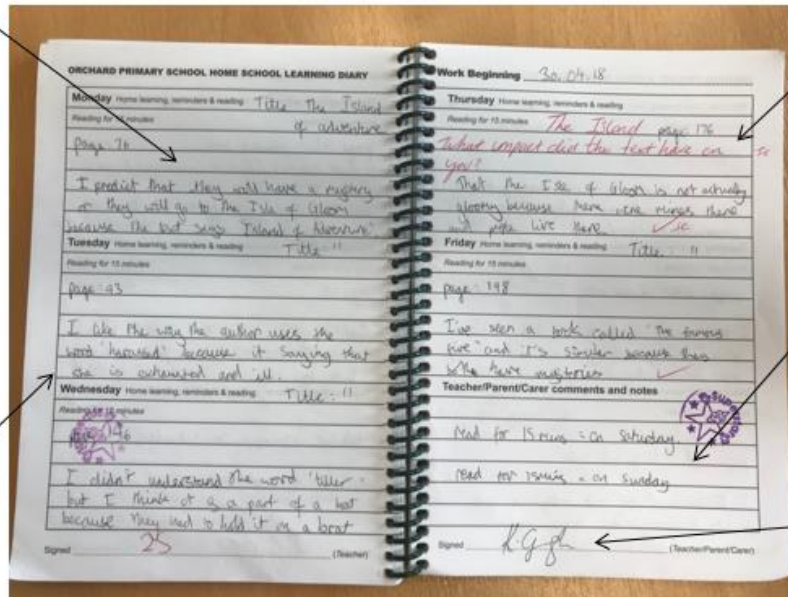 ORCHARD PRIMARY SCHOOL HOME SCHOOL LEARNING DIARY
Monday Home learning, reminders & reading Title The Island
Reading for 15 minutes of adventure
page 76
I predict that they will have a mystery
or they will go to the Isle of Gloom
because the text says Island of Adventure
Tuesday Home learning, reminders & reading Title: "
Reading for 15 minutes
page: 93
I like the way the author uses the
word "harassed" because it saying that
she is exhausted and ill.
Wednesday Home learning, reminders & reading Title: "
Reading for 15 minutes
I didn't understand the word 'tiller'
but I think it is a part of a boat
because they had to hold it on a boat
Signed 25 (Teacher)
Work Beginning 30.04.18
Thursday Home learning, reminders & reading
Reading for 15 minutes The Island page: 176
What impact did the text have on
you?
That the Isle of Gloom is not actually
gloomy because there were mines there
and people live there.
Friday Home learning, reminders & reading Title: "
Reading for 15 minutes
page: 198
I've seen a book called "the famous
five" and it's similar because they
both have mysteries
Teacher/Parent/Carer comments and notes
superstar
read for 15 mins = on Saturday
read for 15 mins = on Sunday
Signed (Teacher/Parent/Carer)